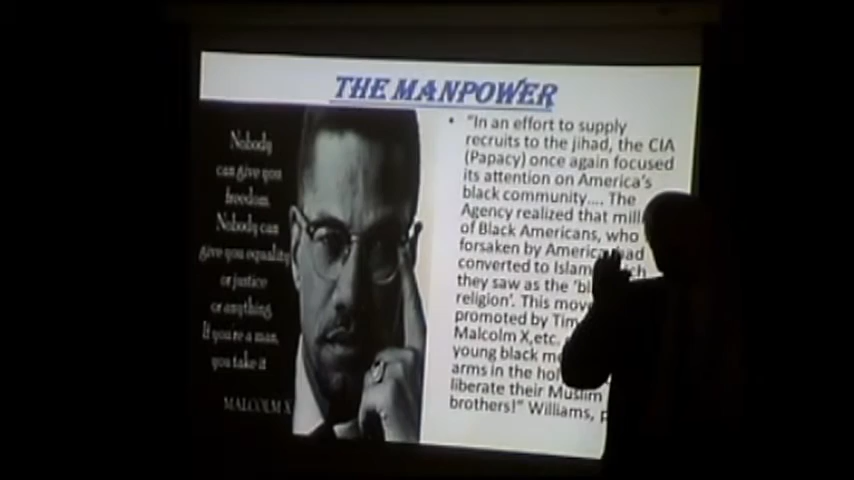 THE MANPOWER
Nobody
can give you
freedom.
Nobody can
give you equality
or justice
or anything.
If you're a man,
you take it
MALCOLM X
• "In an effort to supply
recruits to the jihad, the CIA
(Papacy) once again focused
its attention on America's
black community.... The
Agency realized that
of Black Americans, who
forsaken by
converted to Islam
they saw as the
religion'. This
promoted by
Malcolm X,etc.
young black
arms in the
liberate their Muslim
brothers!" Williams,